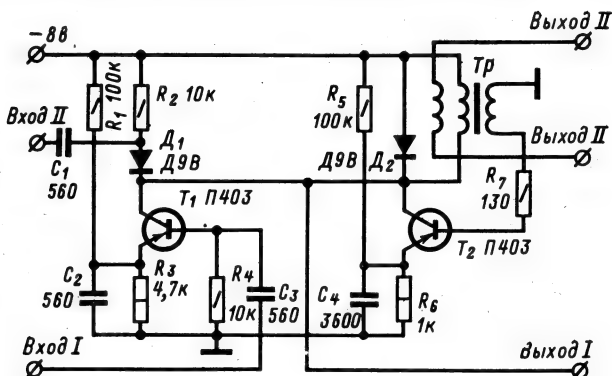 -8В
Выход II
Тр
R1 100к
R2 10к
R5
100к
Вход II
Д1
Д9В
C1
560
Д9В Д2
Выход II
T1 П403
R7
130
T2 П403
C2
560
R3
4,7к
R4
10к
C3
560
C4
3600
R6
1к
Вход I
Выход I